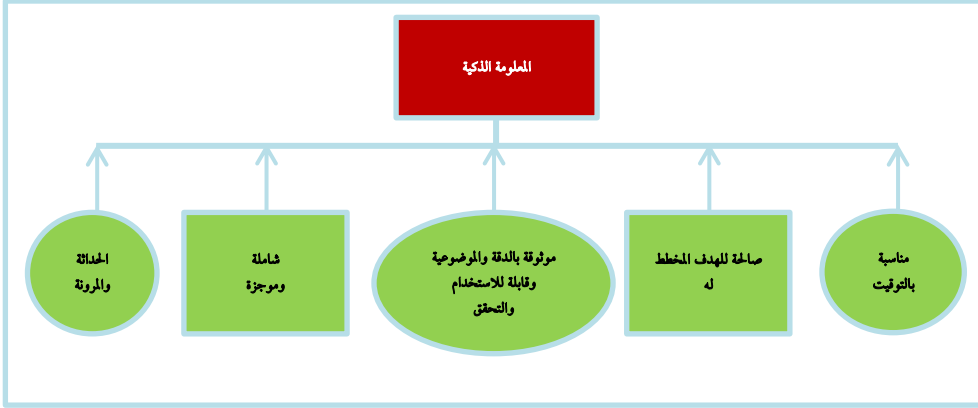 المعلومة الذكية
مناسبة
بالتوقيت
صالحة للهدف المخطط
له
موثوقة بالدقة والموضوعية
وقابلة للاستخدام
والتحقق
شاملة
وموجزة
الحداثة
والمرونة